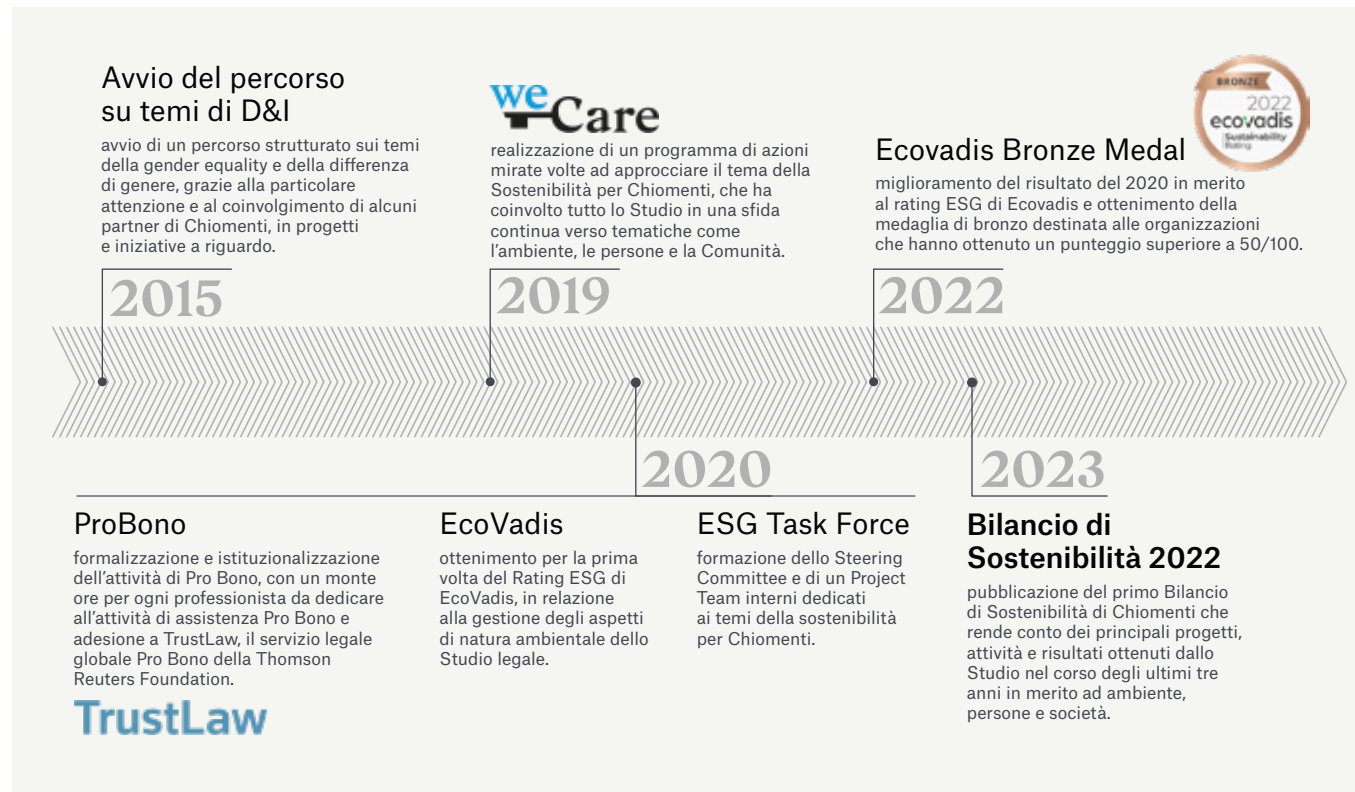 Avvio del percorso
su temi di D&I
avvio di un percorso strutturato sui temi
della gender equality e della differenza
di genere, grazie alla particolare
attenzione e al coinvolgimento di alcuni
partner di Chiomenti, in progetti
e iniziative a riguardo.
2015
we Care
realizzazione di un programma di azioni
mirate volte ad approcciare il tema della
Sostenibilità per Chiomenti, che ha
coinvolto tutto lo Studio in una sfida
continua verso tematiche come
l'ambiente, le persone e la Comunità.
2019
BRONZE
2022
ecovadis
Sustainability
Rating
Ecovadis Bronze Medal
miglioramento del risultato del 2020 in merito
al rating ESG di Ecovadis e ottenimento della
medaglia di bronzo destinata alle organizzazioni
che hanno ottenuto un punteggio superiore a 50/100.
2022
2020
ProBono
formalizzazione e istituzionalizzazione
dell'attività di Pro Bono, con un monte
ore per ogni professionista da dedicare
all'attività di assistenza Pro Bono e
adesione a TrustLaw, il servizio legale
globale Pro Bono della Thomson
Reuters Foundation.
TrustLaw
EcoVadis
ottenimento per la prima
volta del Rating ESG di
EcoVadis, in relazione
alla gestione degli aspetti
di natura ambientale dello
Studio legale.
ESG Task Force
formazione dello Steering
Committee e di un Project
Team interni dedicati
ai temi della sostenibilità
per Chiomenti.
2023
Bilancio di
Sostenibilità 2022
pubblicazione del primo Bilancio
di Sostenibilità di Chiomenti che
rende conto dei principali progetti,
attività e risultati ottenuti dallo
Studio nel corso degli ultimi tre
anni in merito ad ambiente,
persone e società.